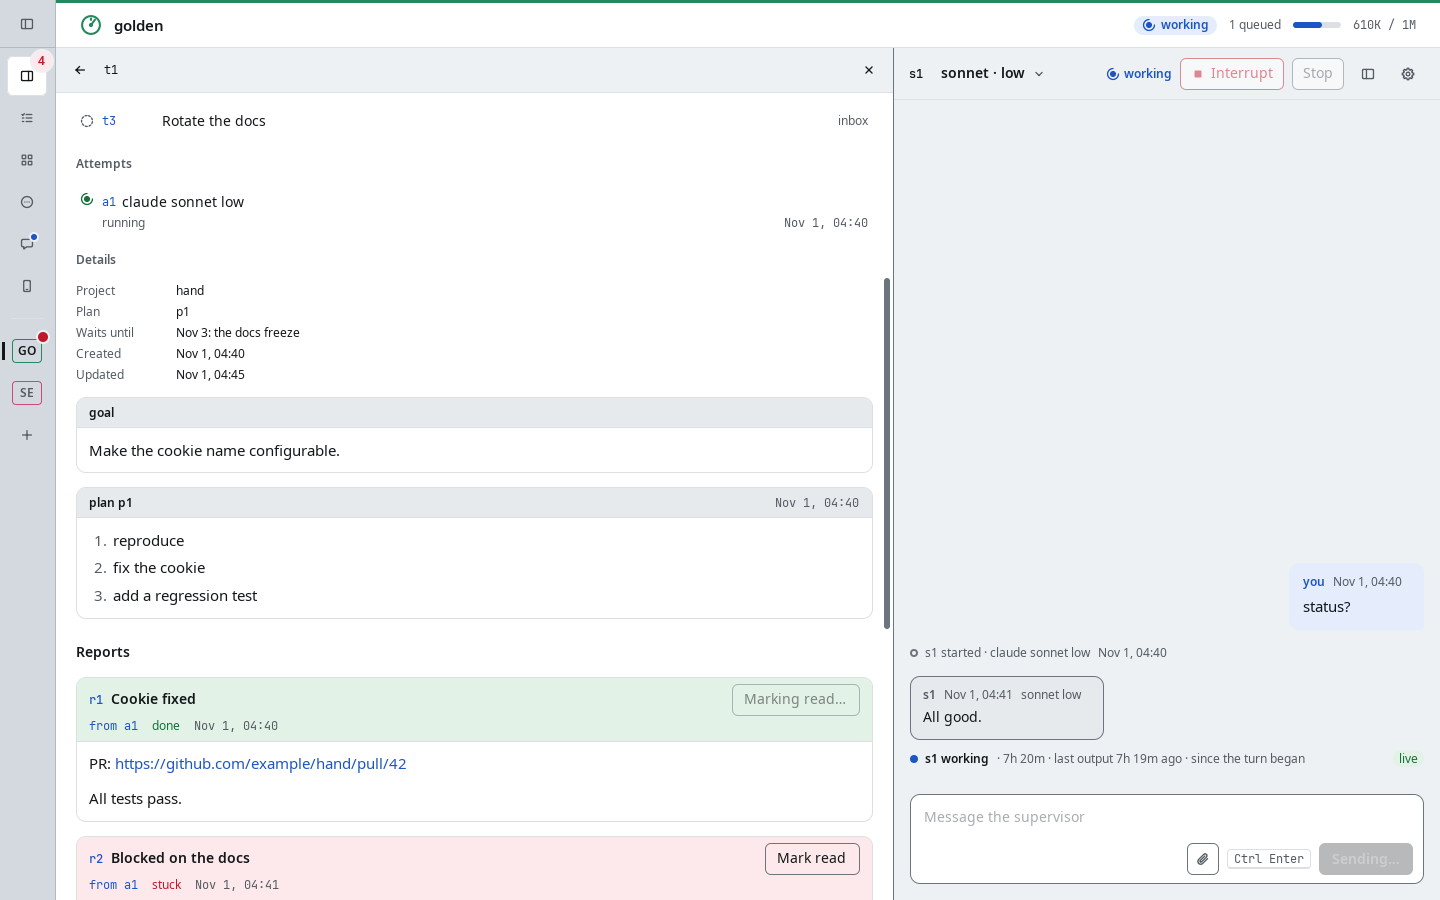 golden
working
1 queued
610K / 1M
4
GO
SE
t1
t3 Rotate the docs inbox
Attempts
a1 claude sonnet low
running Nov 1, 04:40
Details
Project hand
Plan p1
Waits until Nov 3: the docs freeze
Created Nov 1, 04:40
Updated Nov 1, 04:45
goal
Make the cookie name configurable.
plan p1 Nov 1, 04:40
1. reproduce
2. fix the cookie
3. add a regression test
Reports
r1 Cookie fixed Marking read…
from a1 done Nov 1, 04:40
PR: https://github.com/example/hand/pull/42
All tests pass.
r2 Blocked on the docs Mark read
from a1 stuck Nov 1, 04:41
s1 sonnet · low working Interrupt Stop
you Nov 1, 04:40
status?
s1 started · claude sonnet low Nov 1, 04:40
s1 Nov 1, 04:41 sonnet low
All good.
s1 working · 7h 20m · last output 7h 19m ago · since the turn began live
Message the supervisor
Ctrl Enter Sending…